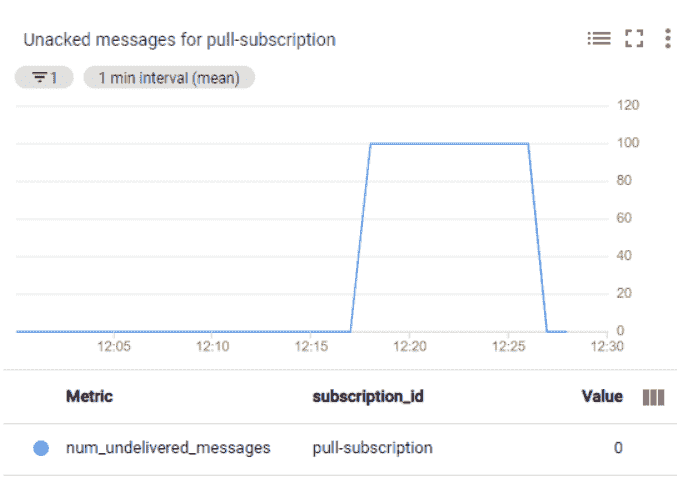 Unacked messages for pull-subscription
1 1 min interval (mean)
120
100
80
60
40
20
0
12:05 12:10 12:15 12:20 12:25 12:30
Metric subscription_id Value
num_undelivered_messages pull-subscription 0